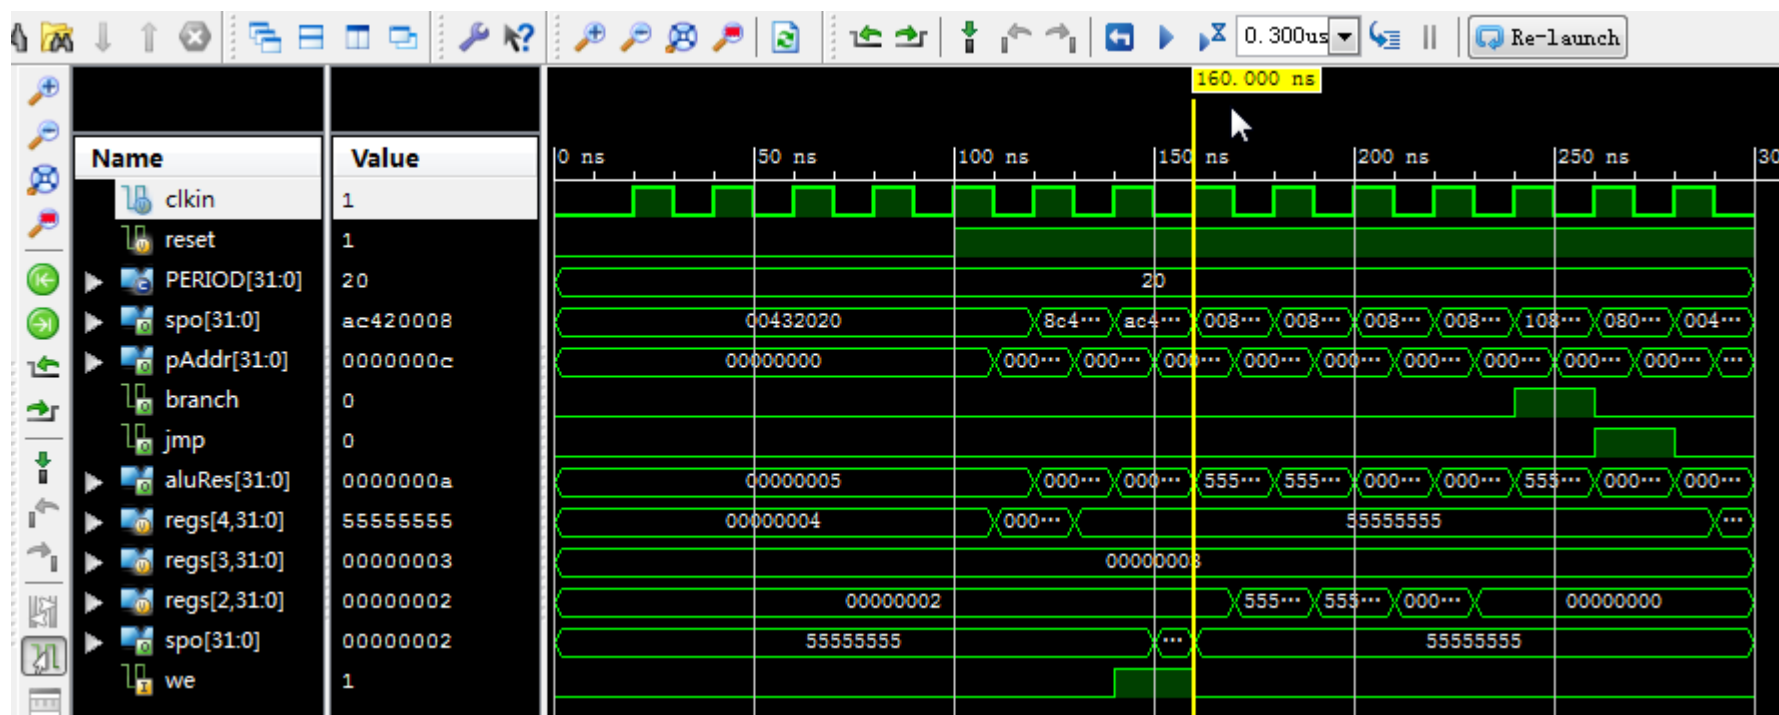 0.300us
Re-launch
160.000 ns
Name Value
0 ns 50 ns 100 ns 150 ns 200 ns 250 ns 30
clkin 1
reset 1
PERIOD[31:0] 20 20
spo[31:0] ac420008 00432020 8c4··· ac4··· 008··· 008··· 008··· 008··· 108··· 080··· 004···
pAddr[31:0] 0000000c 00000000 000··· 000··· 000··· 000··· 000··· 000··· 000··· 000··· 000··· ···
branch 0
jmp 0
aluRes[31:0] 0000000a 00000005 000··· 000··· 555··· 555··· 000··· 000··· 555··· 000··· 000···
regs[4,31:0] 55555555 00000004 000··· 55555555 ···
regs[3,31:0] 00000003 00000003
regs[2,31:0] 00000002 00000002 555··· 555··· 000··· 00000000
spo[31:0] 00000002 55555555 ··· 55555555
we 1